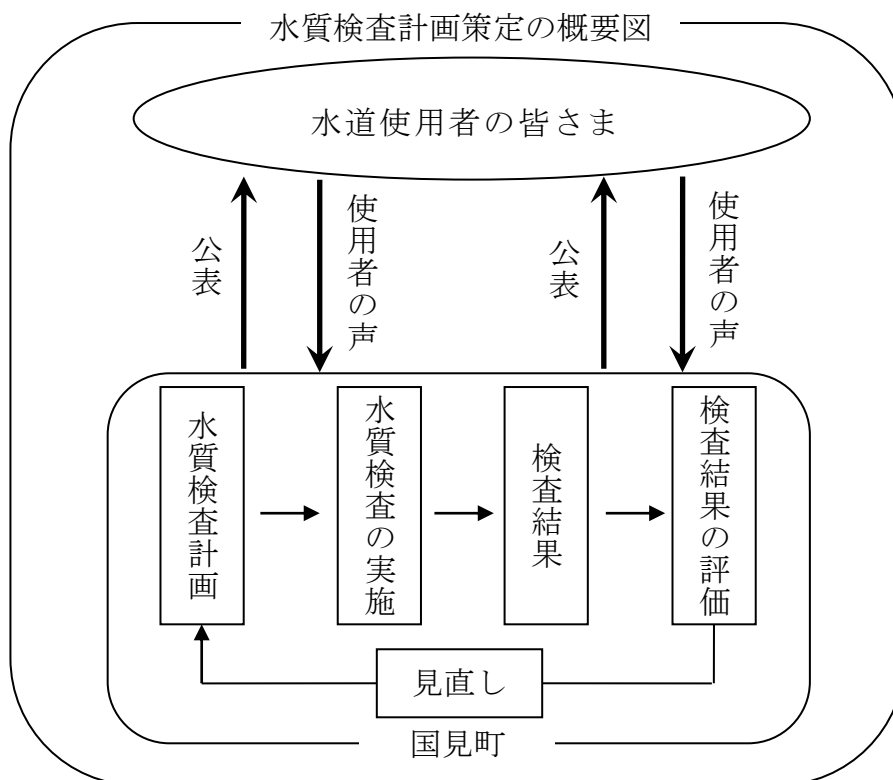 水質検査計画策定の概要図
水道使用者の皆さま
公表
使用者の声
公表
使用者の声
水質検査計画
水質検査の実施
検査結果
検査結果の評価
見直し
国見町